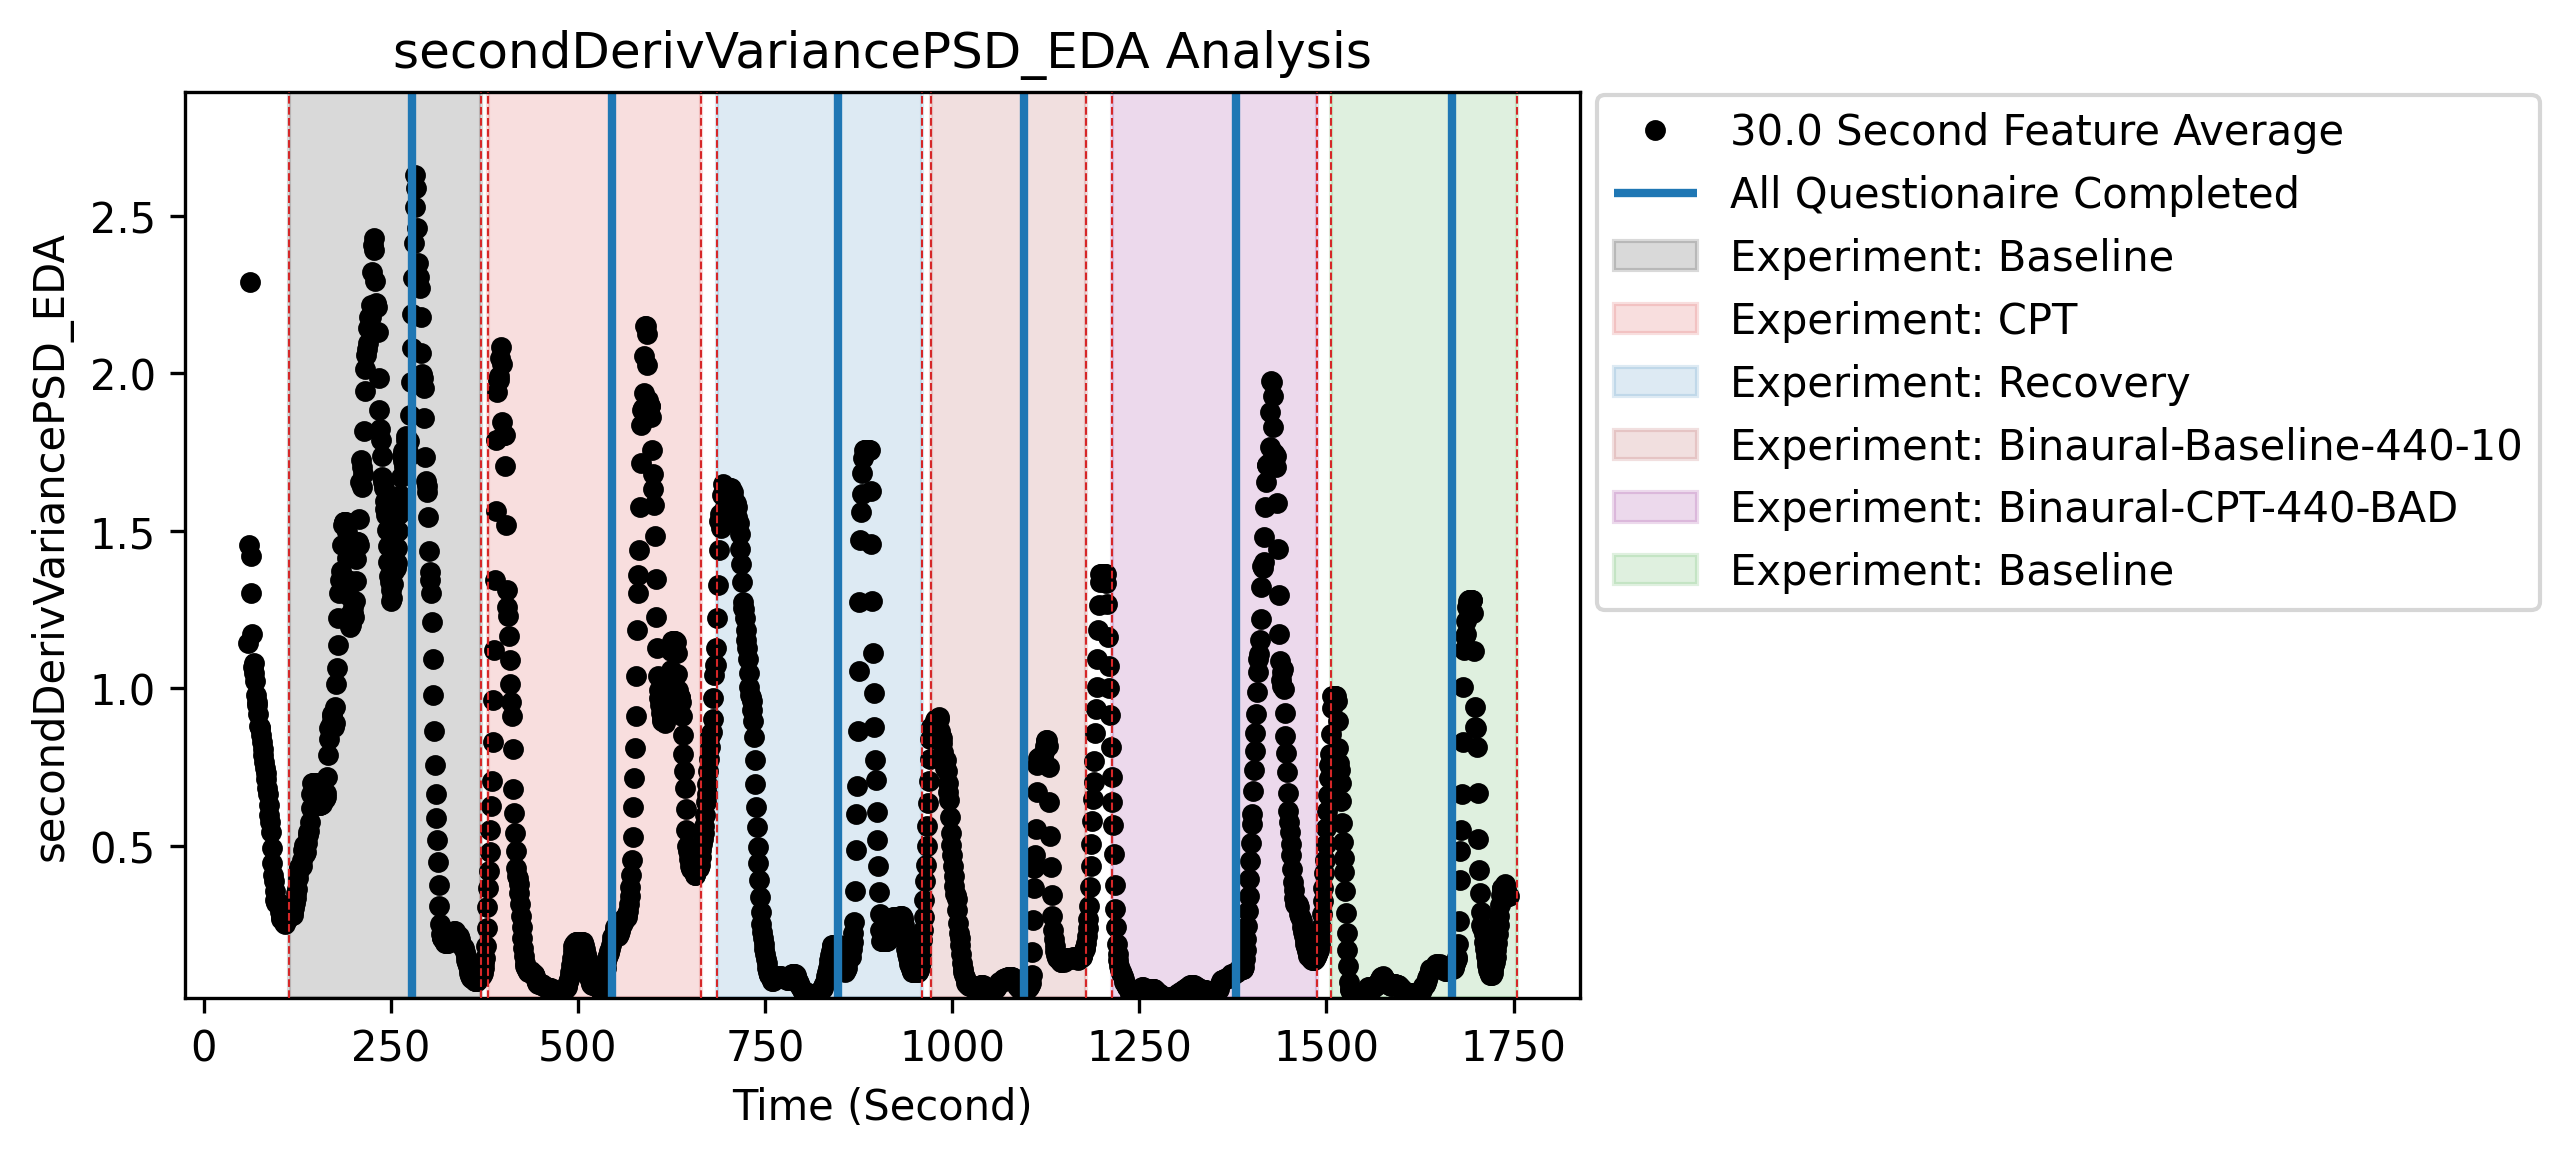 secondDerivVariancePSD_EDA Analysis
secondDerivVariancePSD_EDA
2.5
2.0
1.5
1.0
0.5
0 250 500 750 1000 1250 1500 1750
Time (Second)
30.0 Second Feature Average
All Questionaire Completed
Experiment: Baseline
Experiment: CPT
Experiment: Recovery
Experiment: Binaural-Baseline-440-10
Experiment: Binaural-CPT-440-BAD
Experiment: Baseline